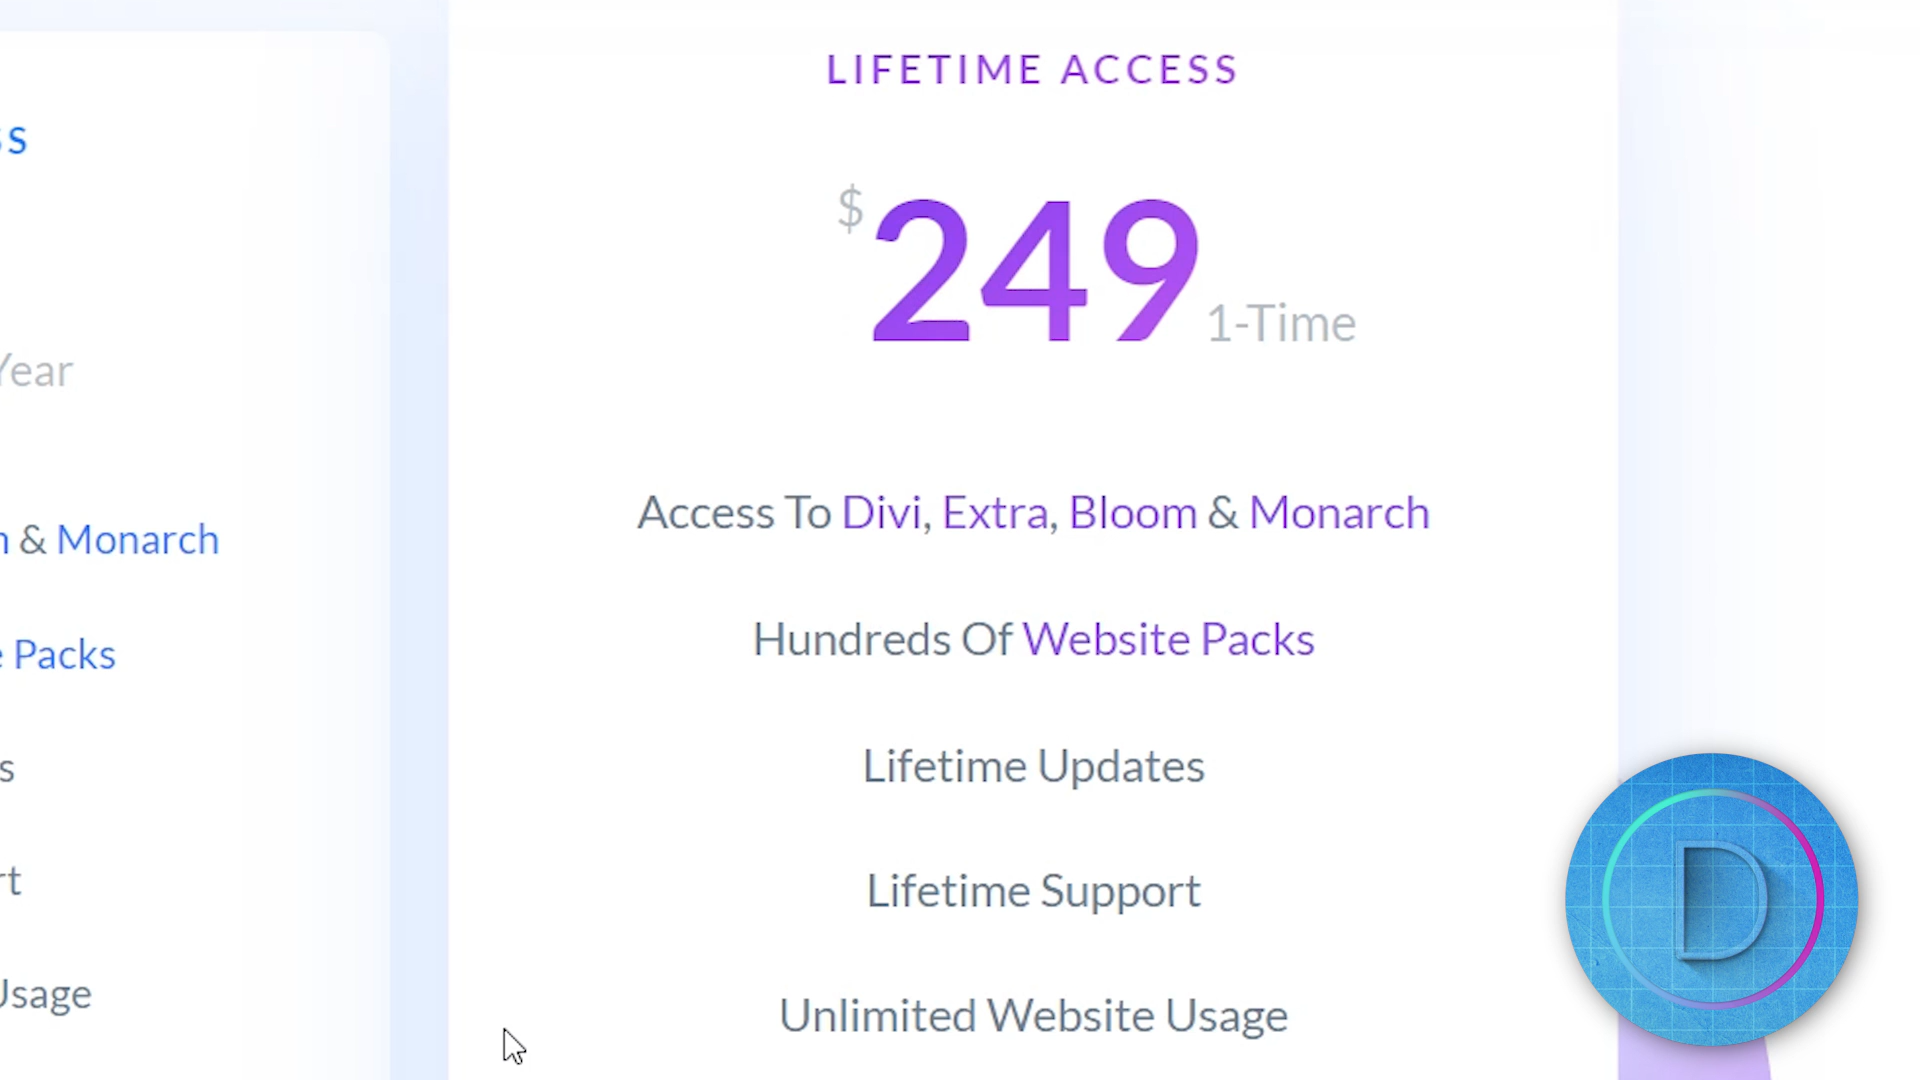 LIFETIME ACCESS
$249 1-Time
Access To Divi, Extra, Bloom & Monarch
Hundreds Of Website Packs
Lifetime Updates
Lifetime Support
Unlimited Website Usage
Year
& Monarch
Packs
Usage
D